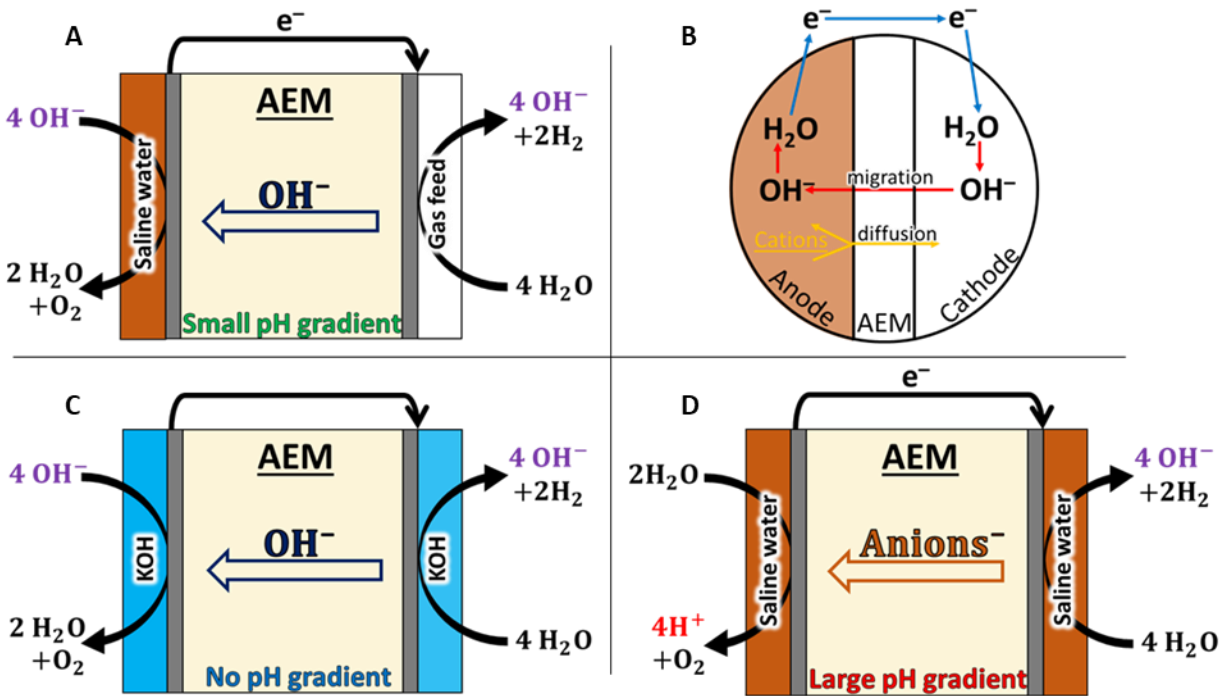 A
e⁻
AEM
4 OH⁻
Saline water
2 H₂O
+O₂
OH⁻
Small pH gradient
Gas feed
4 OH⁻
+2H₂
4 H₂O
B
e⁻ e⁻
H₂O H₂O
migration
OH⁻ OH⁻
Cations diffusion
Anode AEM Cathode
C
AEM
4 OH⁻
KOH
2 H₂O
+O₂
OH⁻
No pH gradient
KOH
4 OH⁻
+2H₂
4 H₂O
D
e⁻
AEM
2H₂O
Saline water
4H⁺
+O₂
Anions⁻
Large pH gradient
Saline water
4 OH⁻
+2H₂
4 H₂O